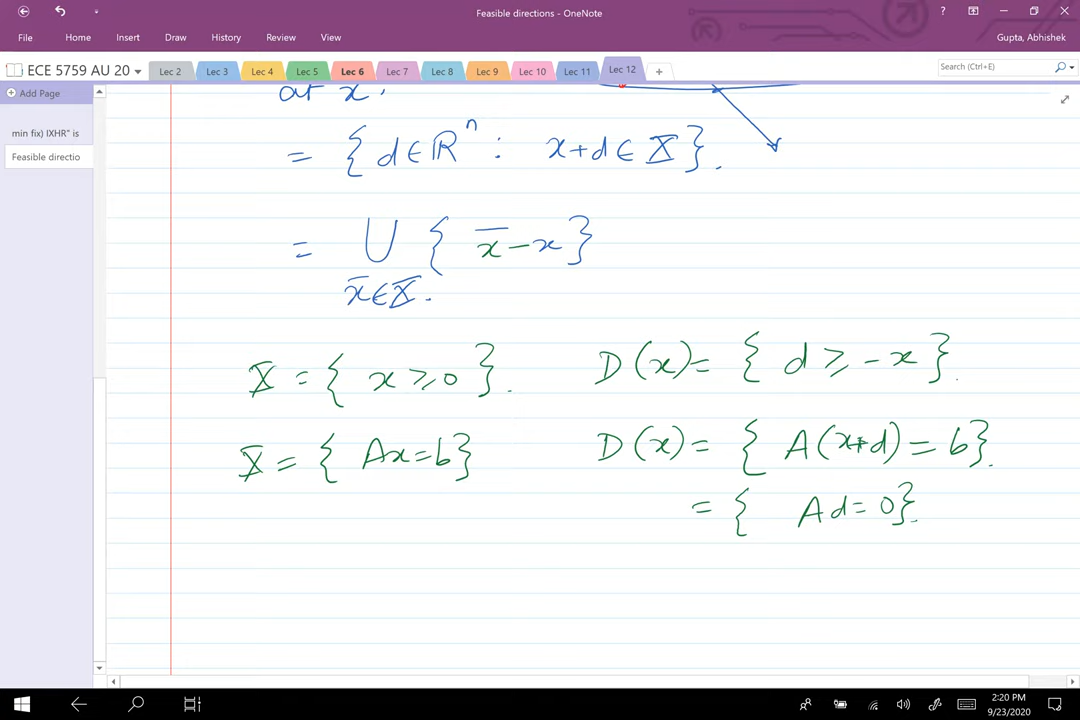 Feasible directions - OneNote
?
File Home Insert Draw History Review View
Gupta, Abhishek
ECE 5759 AU 20
Lec 2 Lec 3 Lec 4 Lec 5 Lec 6 Lec 7 Lec 8 Lec 9 Lec 10 Lec 11 Lec 12 +
Search (Ctrl+E)
Add Page
min fix) IXHR" is
Feasible directio
at x.
= { d ∈ ℝⁿ : x+d ∈ X }.
= ∪ { x̄ - x }
x̄ ∈ X.
X = { x ≥ 0 }. D(x) = { d ≥ -x }.
X = { Ax = b } D(x) = { A(x+d) = b }.
= { Ad = 0 }.
2:20 PM
9/23/2020